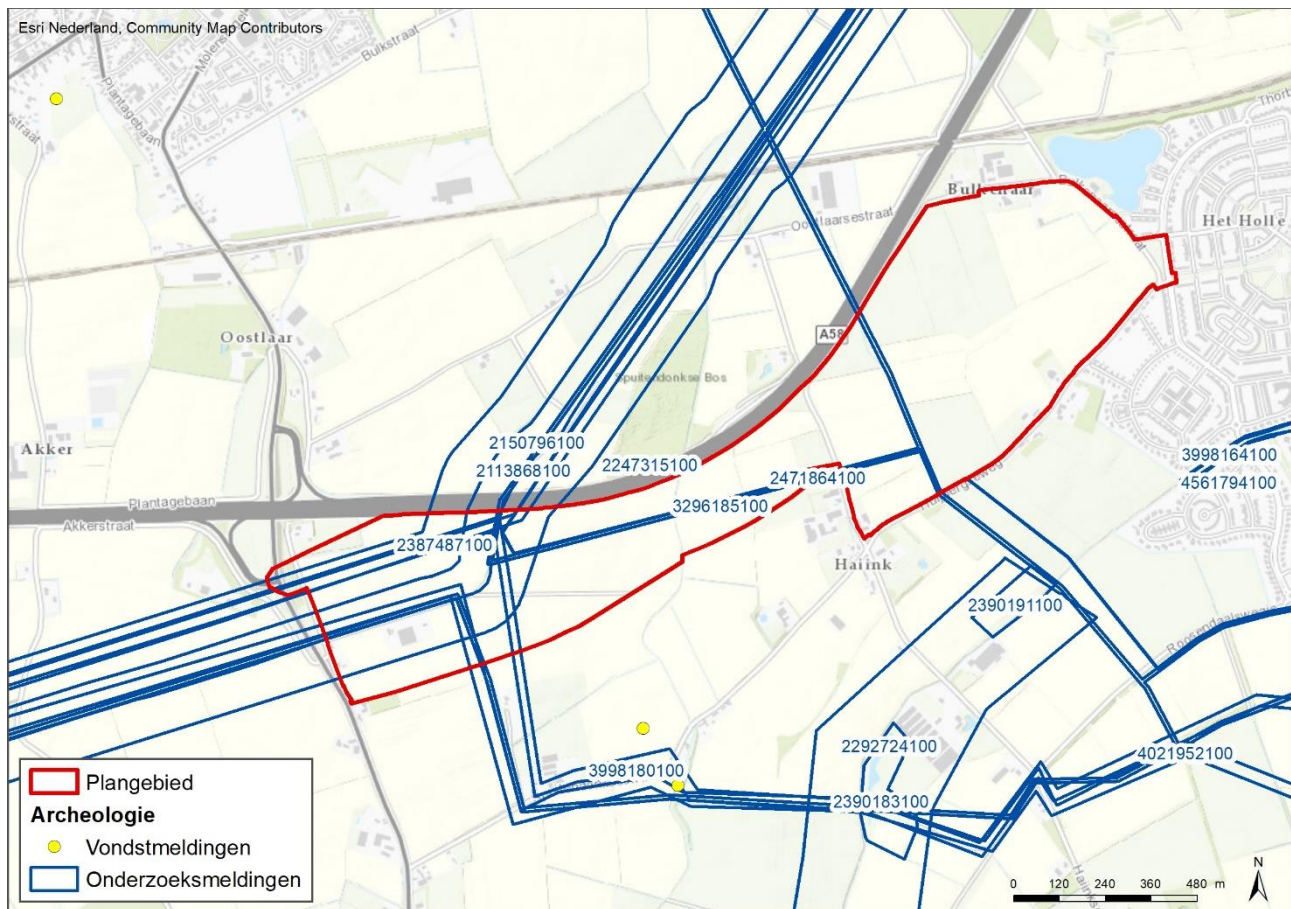 Esri Nederland, Community Map Contributors
Bulkstraat
Plantagebaan
Oostlaarsestraat
Het Holle
Oostlaar
A58
Spuitendonkse Bos
Akker
2150796100
2113868100
2247315100
2471864100
3998164100
4561794100
Plantagebaan
3296185100
Akkerstraat
2387487100
Haiink
2390191100
2292724100
4021952100
3998180100
2390183100
Plangebied
Archeologie
Vondstmeldingen
Onderzoeksmeldingen
0 120 240 360 480 m
N